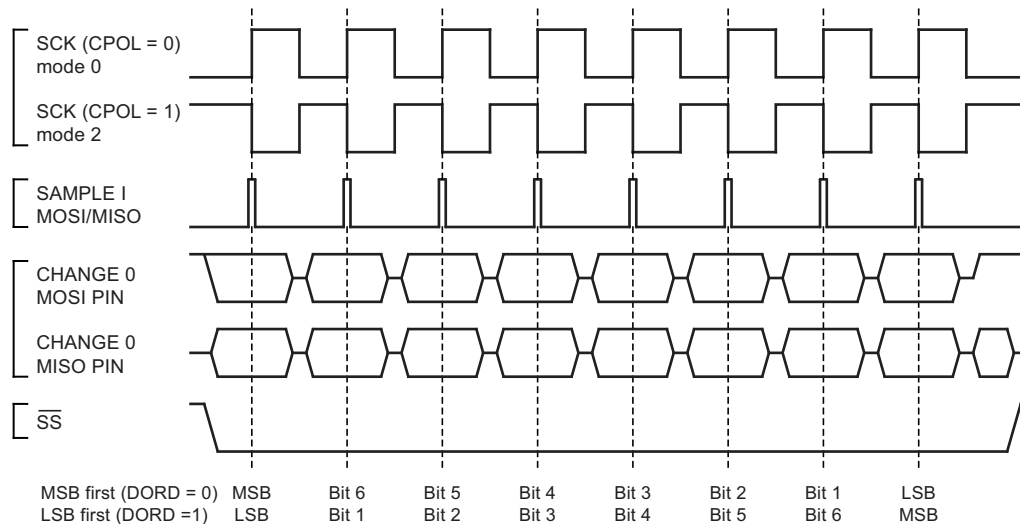 SCK (CPOL = 0)
mode 0
SCK (CPOL = 1)
mode 2
SAMPLE I
MOSI/MISO
CHANGE 0
MOSI PIN
CHANGE 0
MISO PIN
SS
MSB first (DORD = 0) MSB Bit 6 Bit 5 Bit 4 Bit 3 Bit 2 Bit 1 LSB
LSB first (DORD =1) LSB Bit 1 Bit 2 Bit 3 Bit 4 Bit 5 Bit 6 MSB